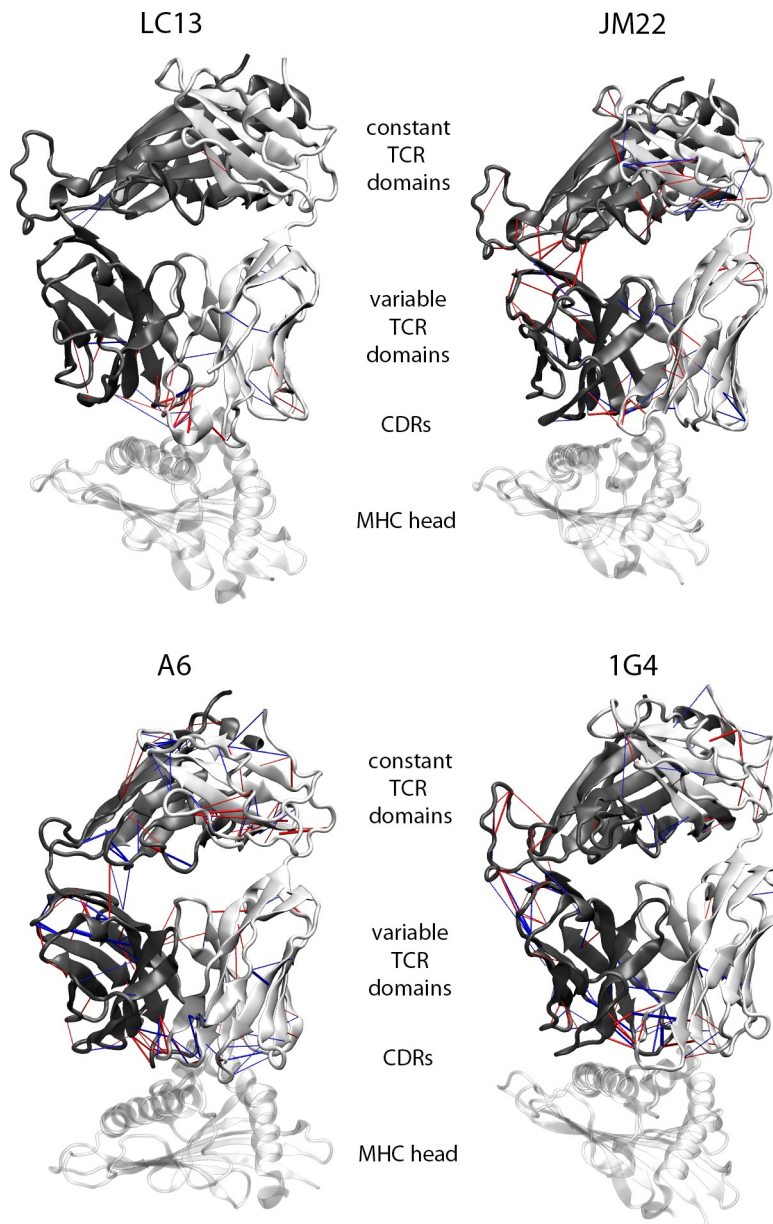 LC13
JM22
constant
TCR
domains
variable
TCR
domains
CDRs
MHC head
A6
1G4
constant
TCR
domains
variable
TCR
domains
CDRs
MHC head